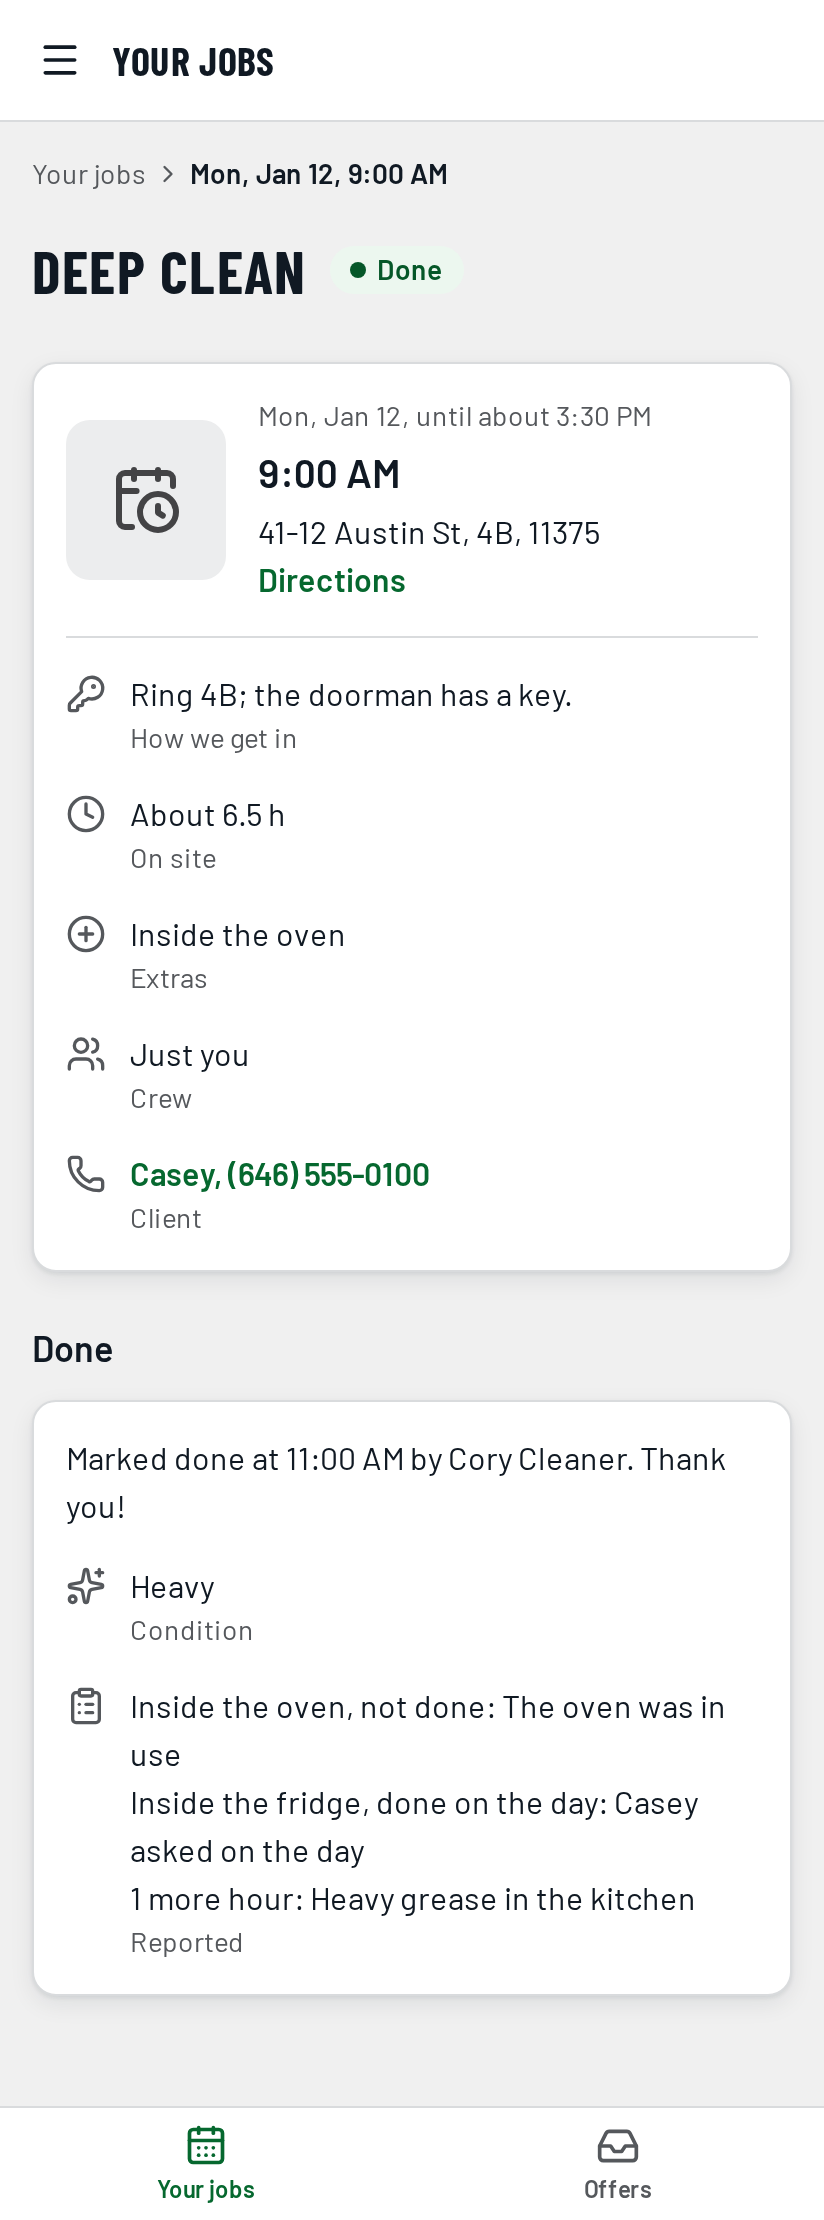 YOUR JOBS
Your jobs > Mon, Jan 12, 9:00 AM
DEEP CLEAN Done
Mon, Jan 12, until about 3:30 PM
9:00 AM
41-12 Austin St, 4B, 11375
Directions
Ring 4B; the doorman has a key.
How we get in
About 6.5 h
On site
Inside the oven
Extras
Just you
Crew
Casey, (646) 555-0100
Client
Done
Marked done at 11:00 AM by Cory Cleaner. Thank
you!
Heavy
Condition
Inside the oven, not done: The oven was in
use
Inside the fridge, done on the day: Casey
asked on the day
1 more hour: Heavy grease in the kitchen
Reported
Your jobs Offers